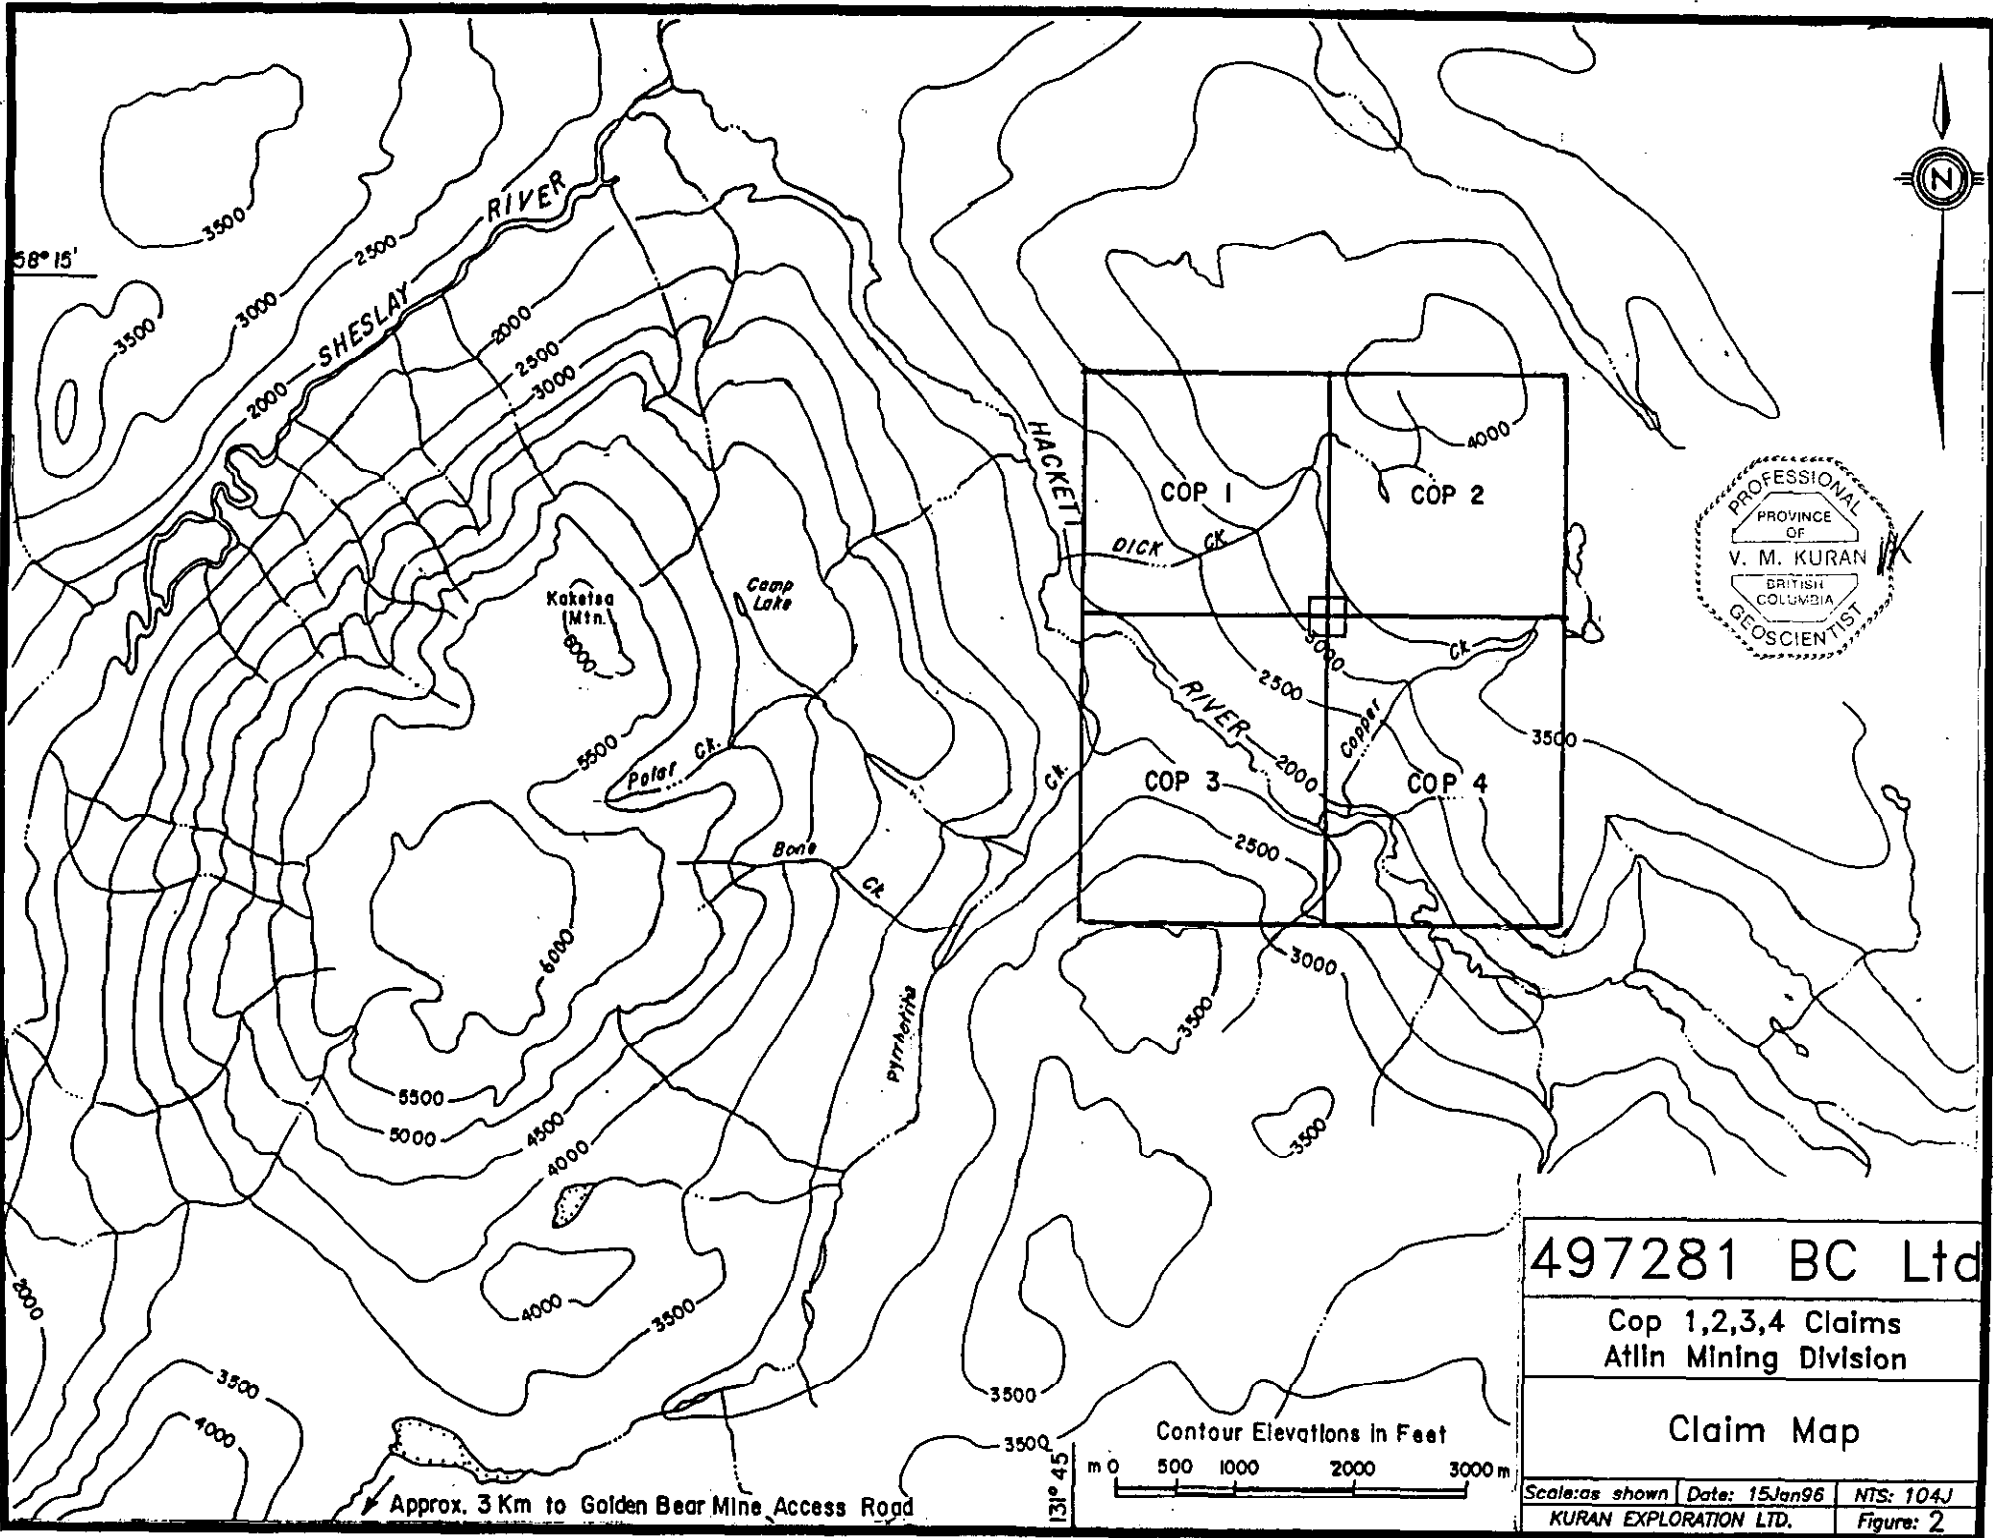 3500
58° 15'
3500
2500
RIVER
3000
SHESLAY
2000
2000
2500
3000
Kaketsa
Mtn.
6000
Camp
Lake
5500
Polar Ck.
Bone
Ck.
6000
Pyrrhotite
Ck.
5500
5000
4500
4000
4000
3500
2000
3500
4000
HACKETT
RIVER
COP 1
COP 2
4000
DICK CK.
3000
2500
Ck.
Copper
3500
2000
COP 3
COP 4
2500
3000
3500
3500
3500
3500
N
PROFESSIONAL
PROVINCE
OF
V. M. KURAN
BRITISH
COLUMBIA
GEOSCIENTIST
Approx. 3 Km to Golden Bear Mine Access Road
131° 45'
Contour Elevations in Feet
m 0 500 1000 2000 3000 m
497281 BC Ltd
Cop 1,2,3,4 Claims
Atlin Mining Division
Claim Map
Scale: as shown
Date: 15Jan96
NTS: 104J
KURAN EXPLORATION LTD.
Figure: 2